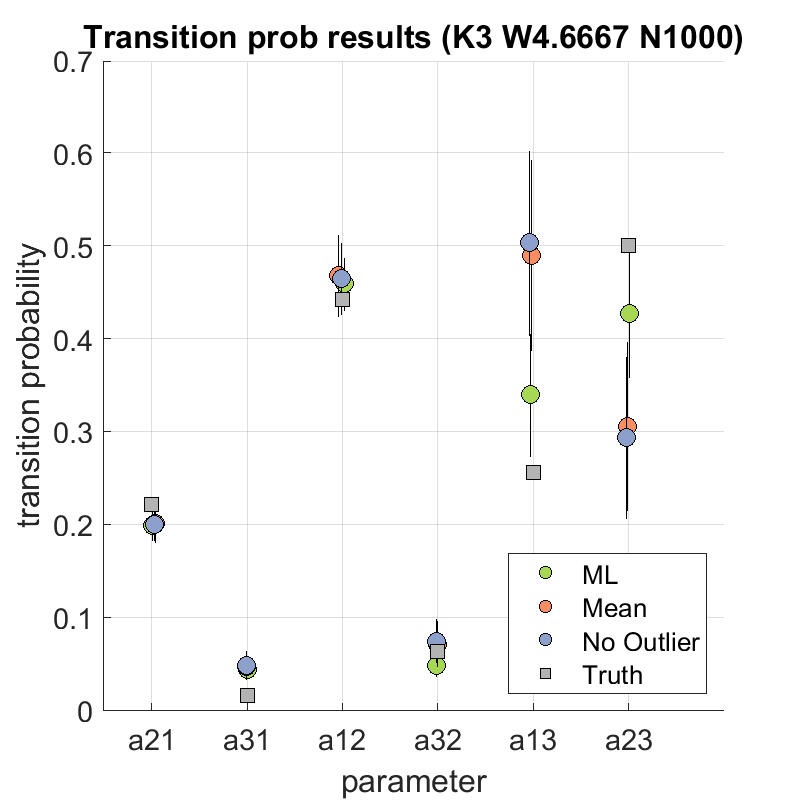 Transition prob results (K3 W4.6667 N1000)
0.7
0.6
0.5
0.4
0.3
0.2
0.1
0
transition probability
a21 a31 a12 a32 a13 a23
parameter
ML
Mean
No Outlier
Truth